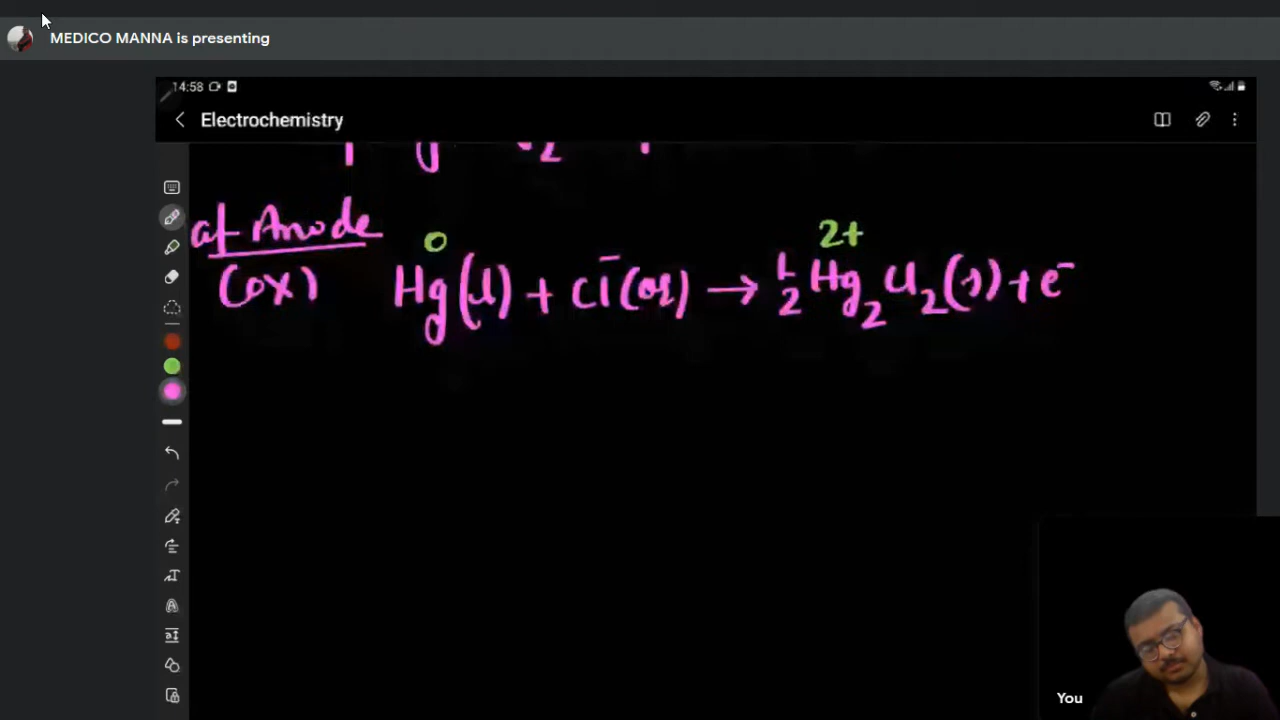 MEDICO MANNA is presenting
14:58
Electrochemistry
at Anode
(ox)
0 2+
Hg(l) + Cl⁻(aq) → 1/2 Hg₂Cl₂(s) + e⁻
You